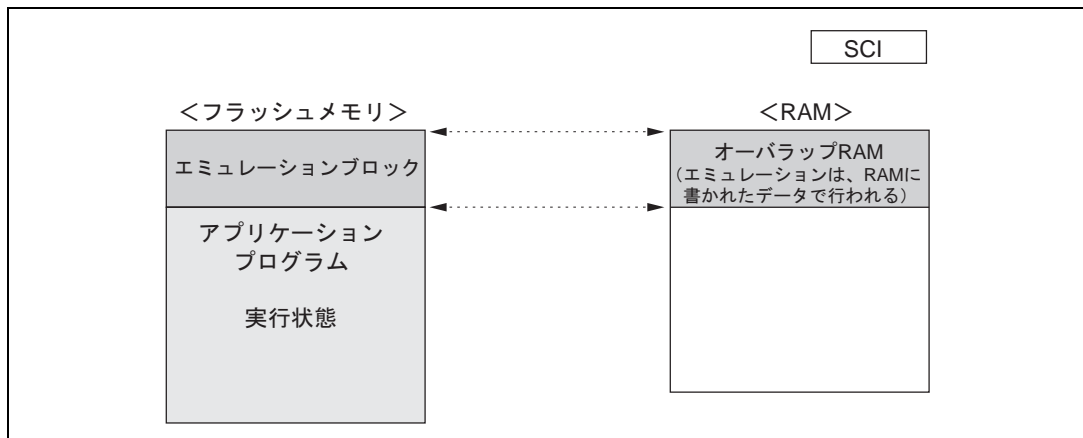 SCI
＜フラッシュメモリ＞
エミュレーションブロック
アプリケーション
プログラム
実行状態
＜RAM＞
オーバラップRAM
（エミュレーションは、RAMに
書かれたデータで行われる）